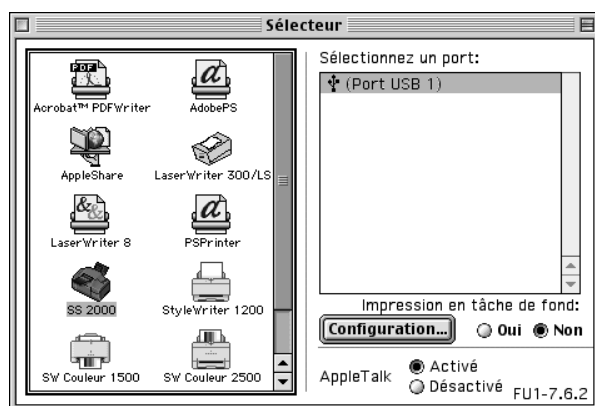 Sélecteur
Acrobat™ PDFWriter
AdobePS
AppleShare
LaserWriter 300/LS
LaserWriter 8
PSPrinter
SS 2000
StyleWriter 1200
SW Couleur 1500
SW Couleur 2500
Sélectionnez un port:
(Port USB 1)
Impression en tâche de fond:
Configuration...
Oui
Non
AppleTalk
Activé
Désactivé
FU1-7.6.2